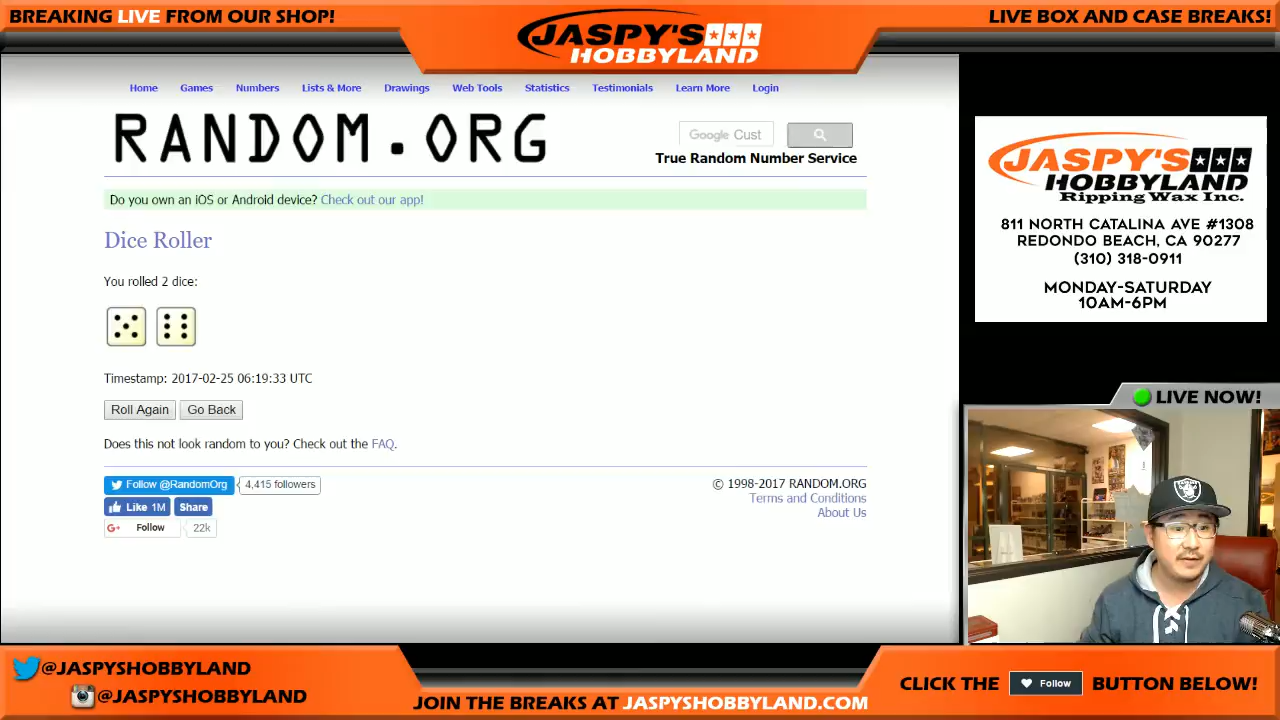 BREAKING LIVE FROM OUR SHOP!
JASPY'S
HOBBYLAND
LIVE BOX AND CASE BREAKS!
Home Games Numbers Lists & More Drawings Web Tools Statistics Testimonials Learn More Login
RANDOM.ORG
Google Cust
True Random Number Service
Do you own an iOS or Android device? Check out our app!
Dice Roller
You rolled 2 dice:
Timestamp: 2017-02-25 06:19:33 UTC
Roll Again Go Back
Does this not look random to you? Check out the FAQ.
Follow @RandomOrg 4,415 followers
Like 1M Share
G+ Follow 22k
© 1998-2017 RANDOM.ORG
Terms and Conditions
About Us
JASPY'S
HOBBYLAND
Ripping Wax Inc.
811 NORTH CATALINA AVE #1308
REDONDO BEACH, CA 90277
(310) 318-0911
MONDAY-SATURDAY
10AM-6PM
LIVE NOW!
@JASPYSHOBBYLAND
@JASPYSHOBBYLAND
JOIN THE BREAKS AT JASPYSHOBBYLAND.COM
CLICK THE Follow BUTTON BELOW!